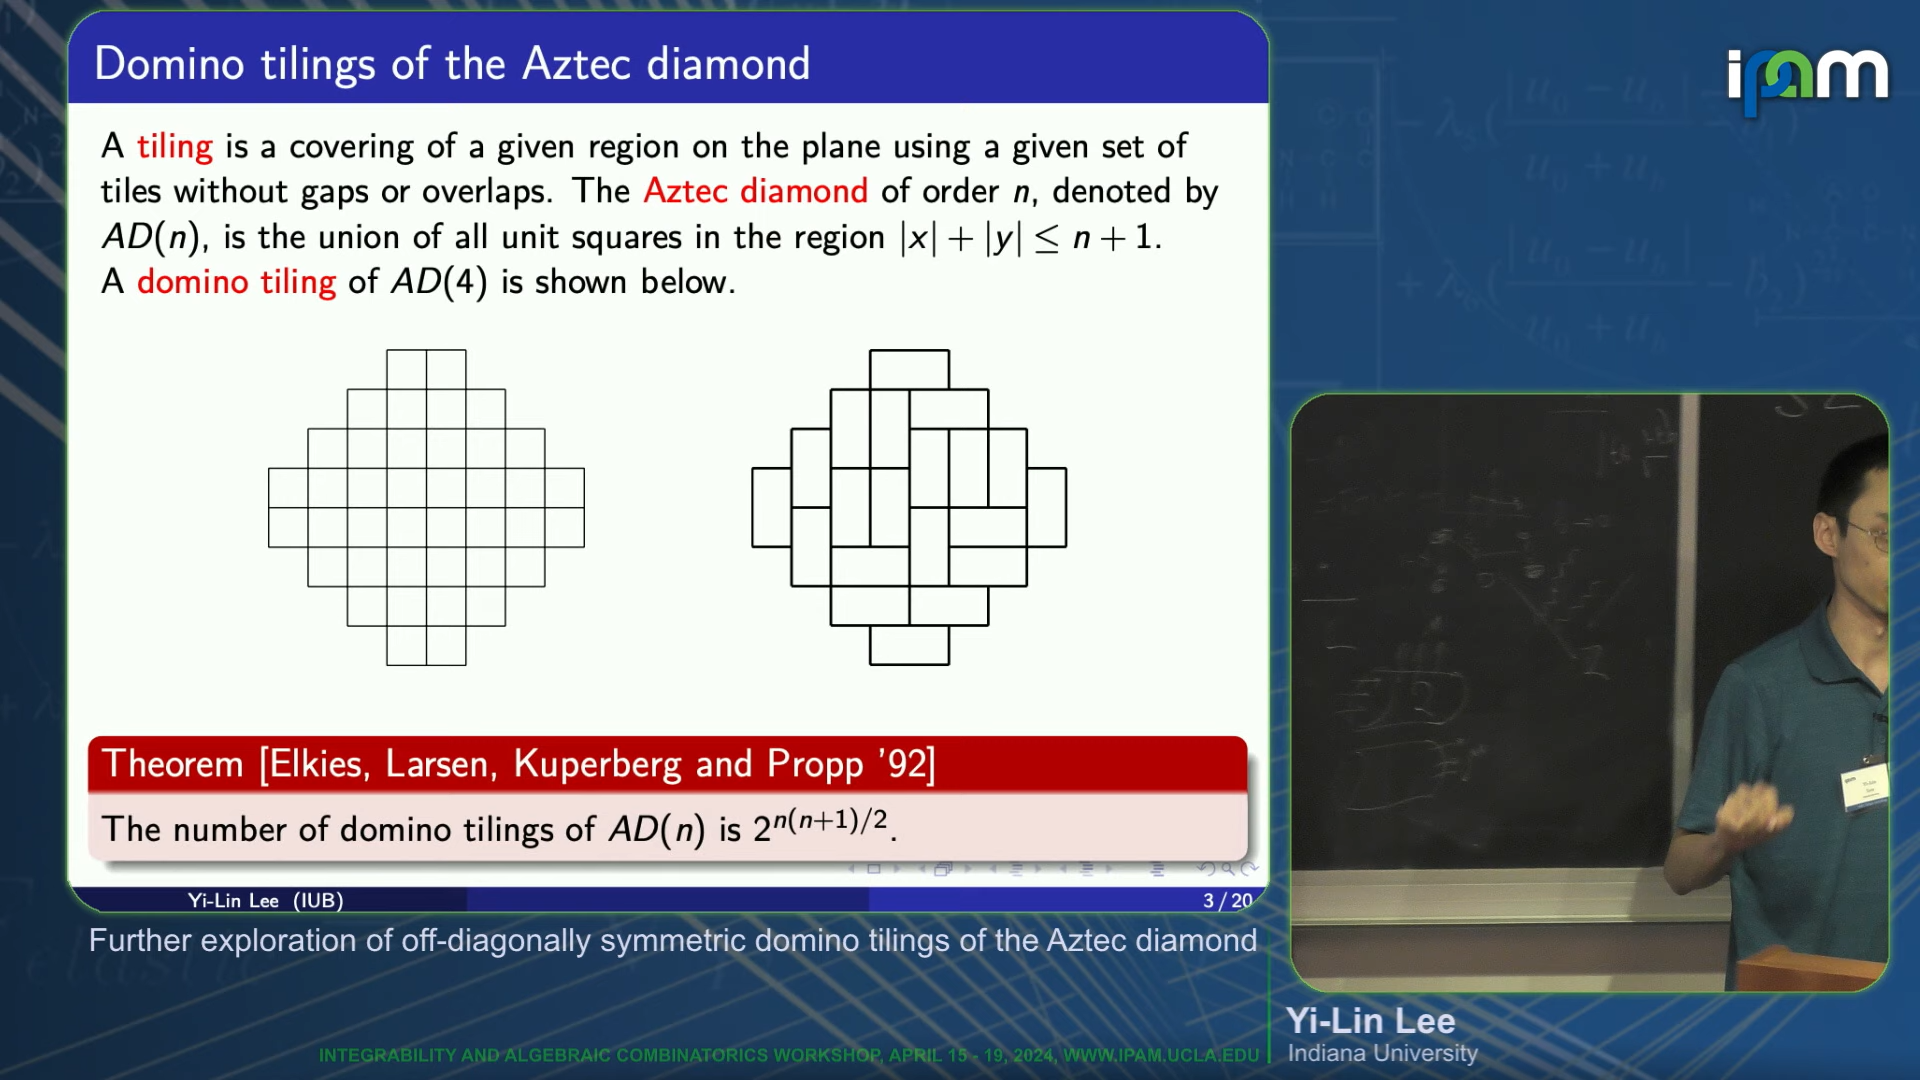 Domino tilings of the Aztec diamond
A tiling is a covering of a given region on the plane using a given set of
tiles without gaps or overlaps. The Aztec diamond of order n, denoted by
AD(n), is the union of all unit squares in the region |x| + |y| ≤ n + 1.
A domino tiling of AD(4) is shown below.
Theorem [Elkies, Larsen, Kuperberg and Propp '92]
The number of domino tilings of AD(n) is 2^{n(n+1)/2}.
Yi-Lin Lee (IUB)
3 / 20
Further exploration of off-diagonally symmetric domino tilings of the Aztec diamond
ipam
Yi-Lin Lee
Indiana University
INTEGRABILITY AND ALGEBRAIC COMBINATORICS WORKSHOP, APRIL 15 - 19, 2024, WWW.IPAM.UCLA.EDU